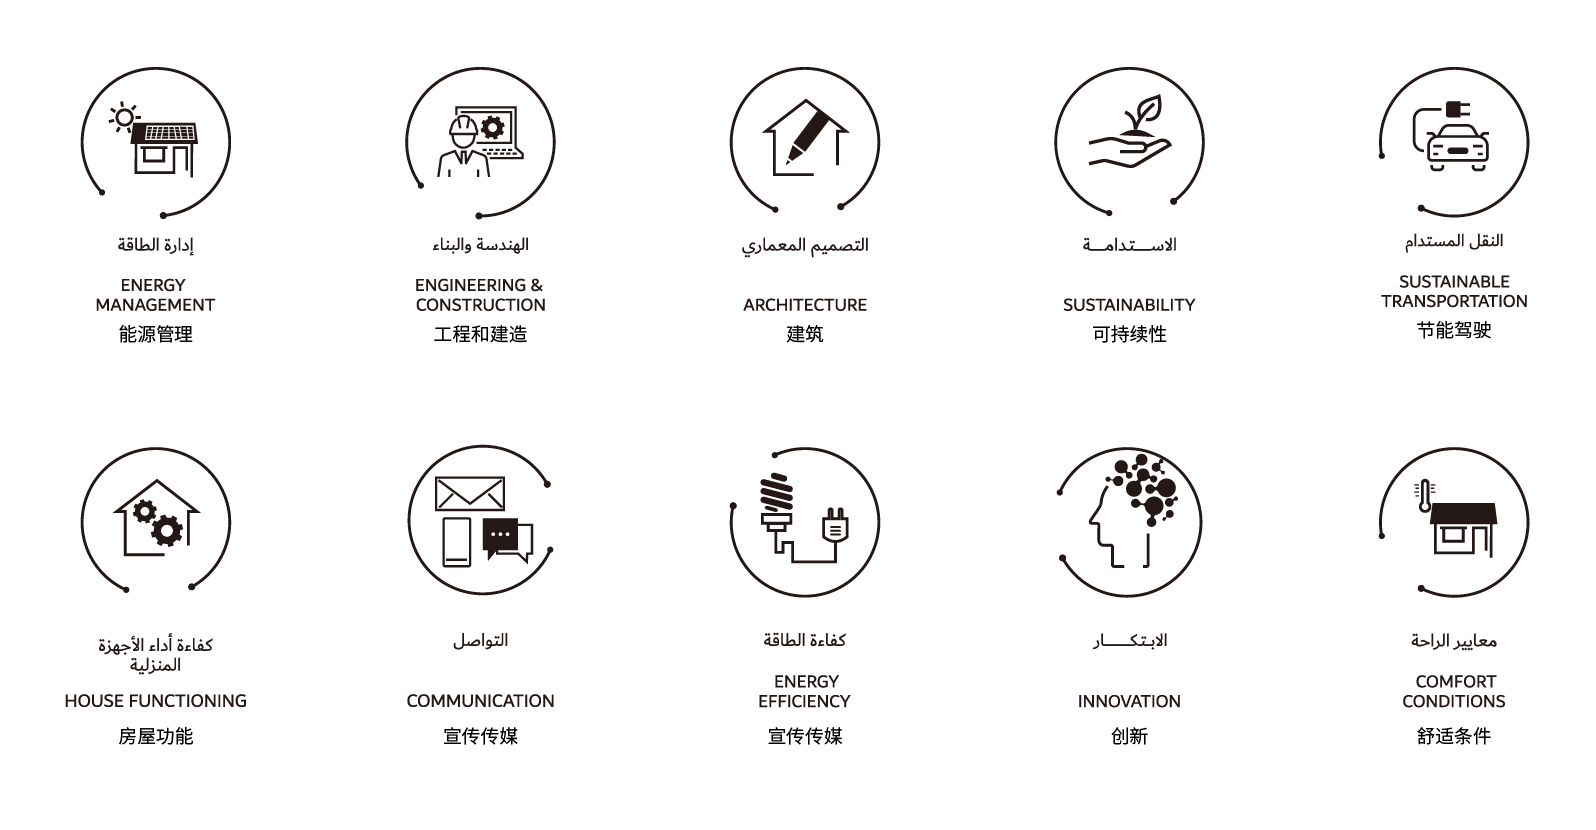 إدارة الطاقة
ENERGY
MANAGEMENT
能源管理
الهندسة والبناء
ENGINEERING &
CONSTRUCTION
工程和建造
التصميم المعماري
ARCHITECTURE
建筑
الاســتدامــة
SUSTAINABILITY
可持续性
النقل المستدام
SUSTAINABLE
TRANSPORTATION
节能驾驶
كفاءة أداء الأجهزة
المنزلية
HOUSE FUNCTIONING
房屋功能
التواصل
COMMUNICATION
宣传传媒
كفاءة الطاقة
ENERGY
EFFICIENCY
宣传传媒
الابـتكـــــار
INNOVATION
创新
معايير الراحة
COMFORT
CONDITIONS
舒适条件